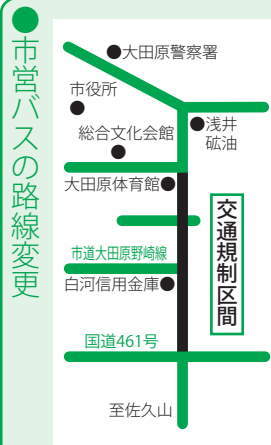 ●市営バスの路線変更
●大田原警察署
市役所
●
●浅井
砿油
総合文化会館
●
大田原体育館●
交通規制区間
市道大田原野崎線
白河信用金庫●
国道461号
至佐久山